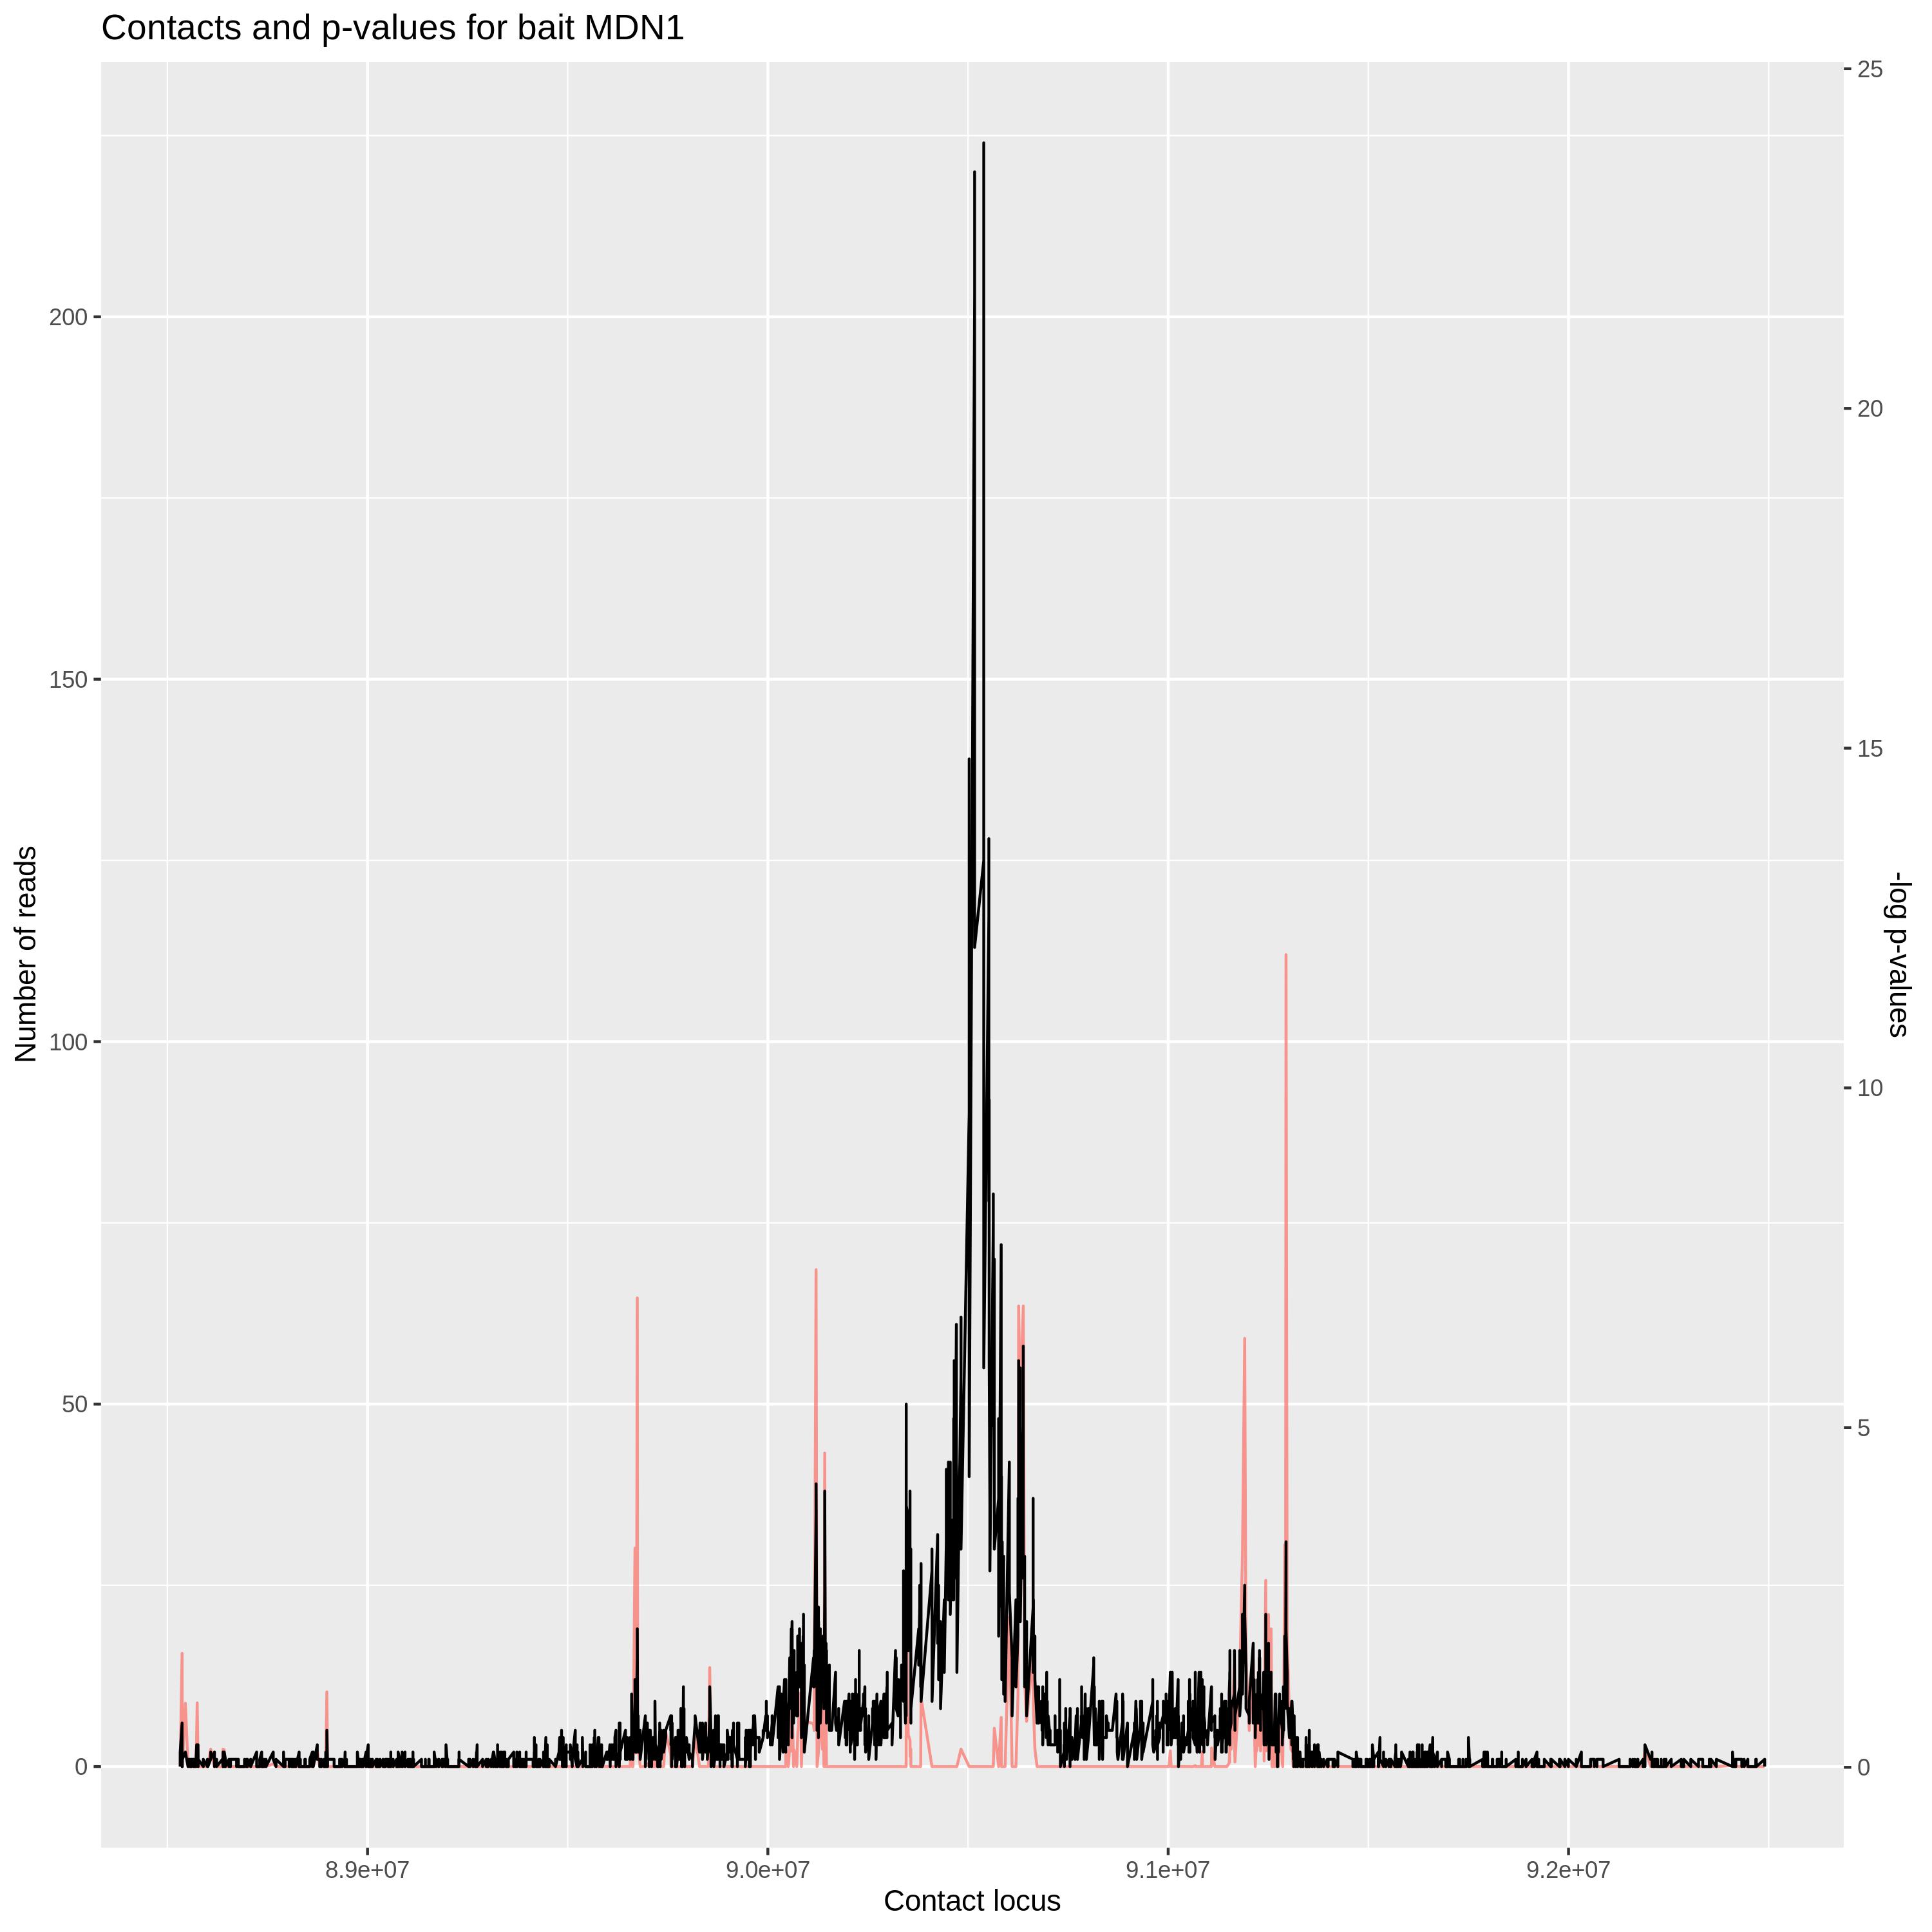 Contacts and p-values for bait MDN1
25
20
15
10
5
0
200
150
100
50
0
Number of reads
-log p-values
8.9e+07 9.0e+07 9.1e+07 9.2e+07
Contact locus